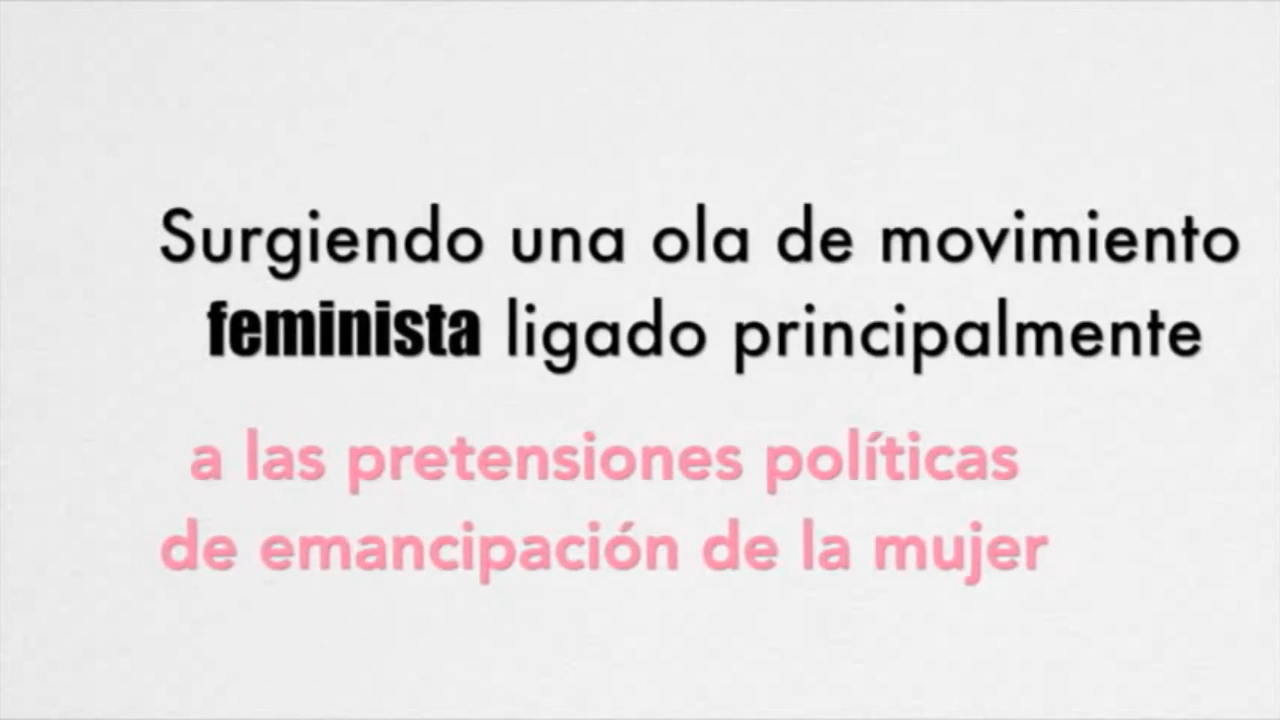 Surgiendo una ola de movimiento
feminista ligado principalmente
a las pretensiones políticas
de emancipación de la mujer